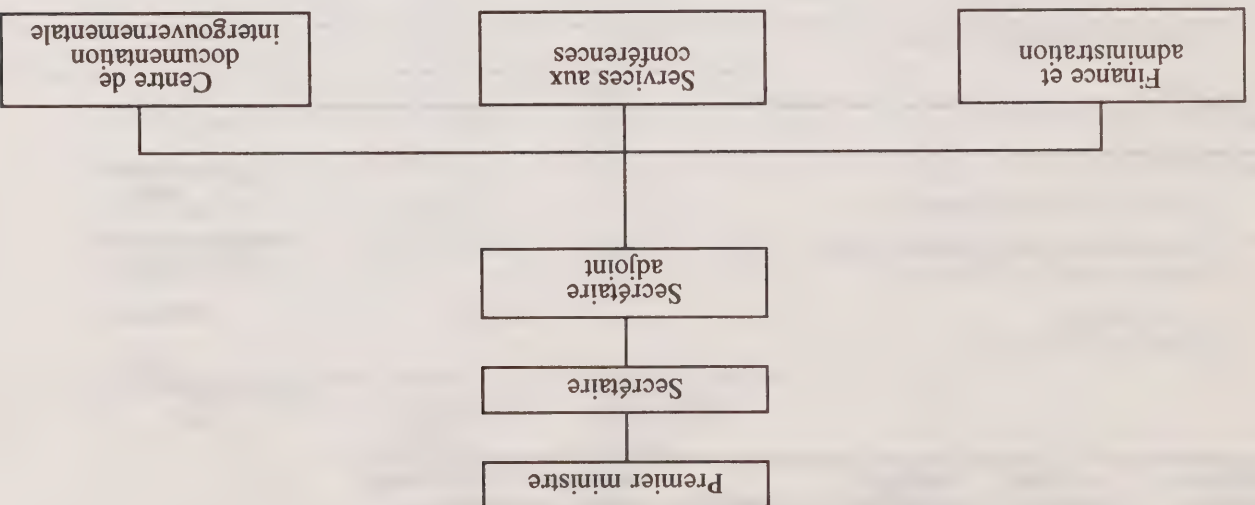 Premier ministre
Secrétaire
Secrétaire
adjoint
Finance et
administration
Services aux
conférences
Centre de
documentation
intergouvernementale